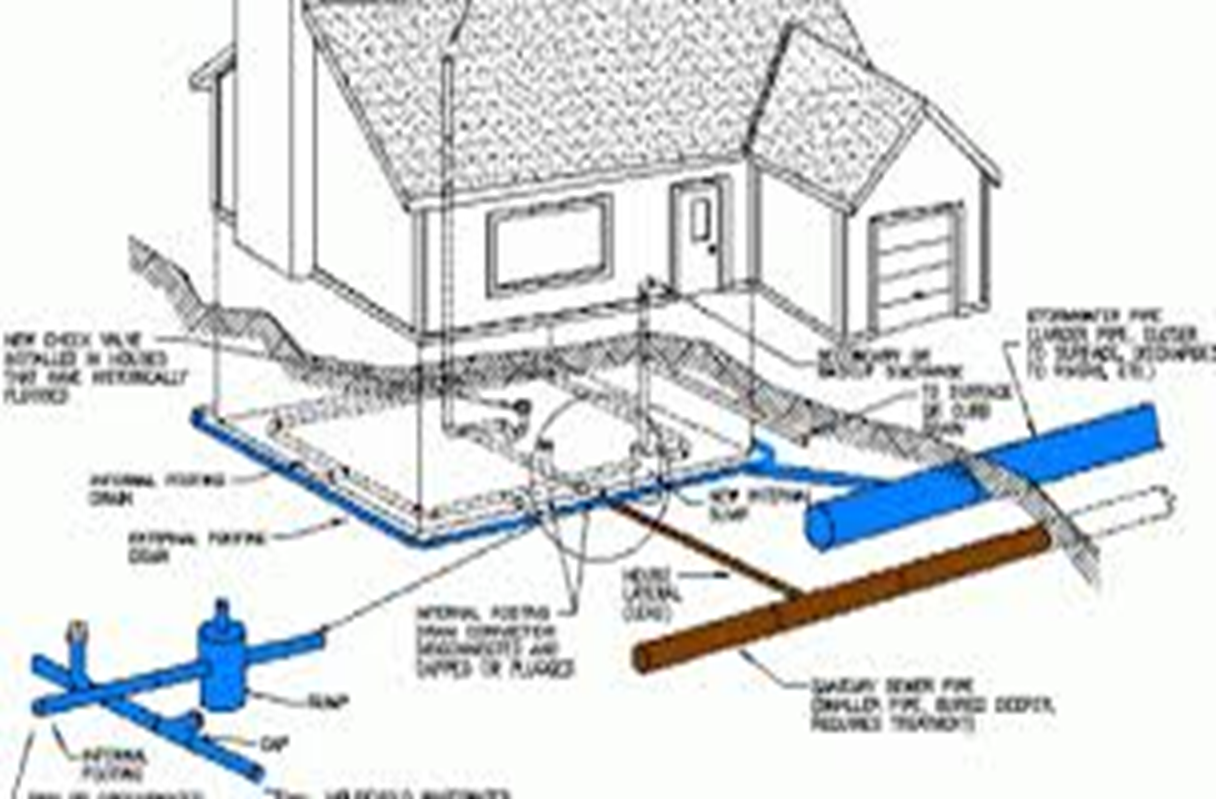 NEW CHECK VALVE
INSTALLED IN HOUSES
THAT HAVE HISTORICALLY
FLOODED
STORMWATER PIPE
(LARGER PIPE, CLOSER
TO SURFACE, DISCHARGES
TO RIVERS, ETC.)
SECONDARY OR
BACKUP DISCHARGE
TO SURFACE
OR CURB
DRAIN
INTERNAL FOOTING
DRAIN
EXTERNAL FOOTING
DRAIN
NEW INTERNAL
SUMP
HOUSE
LATERAL
(LEAD)
INTERNAL FOOTING
DRAIN CONNECTION
DISCONNECTED AND
CAPPED OR PLUGGED
SANITARY SEWER PIPE
(SMALLER PIPE, BURIED DEEPER,
REQUIRES TREATMENT)
SUMP
CAP
INTERNAL
FOOTING